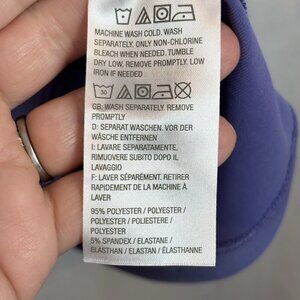 MACHINE WASH COLD. WASH
SEPARATELY. ONLY NON-CHLORINE
BLEACH WHEN NEEDED. TUMBLE
DRY LOW. REMOVE PROMPTLY. LOW
IRON IF NEEDED
30
GB: WASH SEPARATELY. REMOVE
PROMPTLY
D: SEPARAT WASCHEN. VOR DER
WÄSCHE ENTFERNEN
I: LAVARE SEPARATAMENTE.
RIMUOVERE SUBITO DOPO IL
LAVAGGIO
F: LAVER SÉPARÉMENT. RETIRER
RAPIDEMENT DE LA MACHINE À
LAVER
95% POLYESTER / POLYESTER /
POLYESTER / POLIESTERE /
POLYESTER
5% SPANDEX / ELASTANE /
ELASTHAN / ELASTAN / ÉLASTHANNE